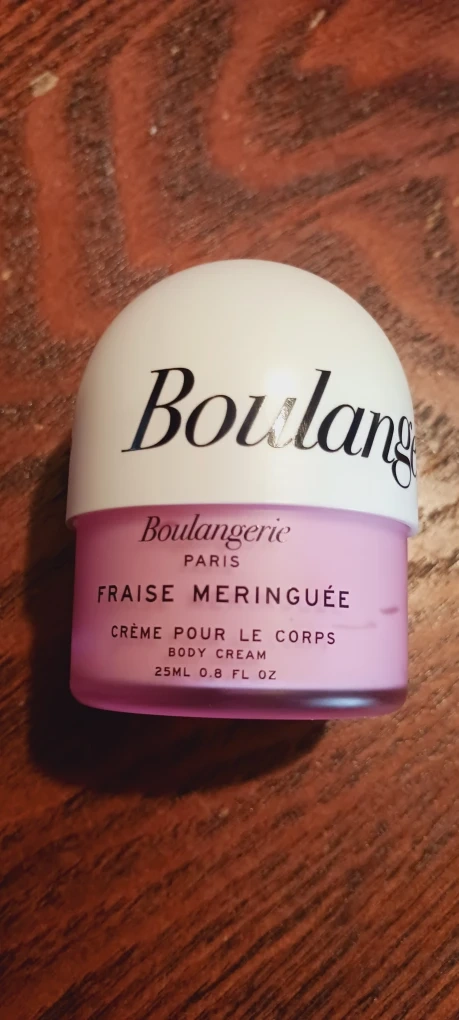 Boulange
Boulangerie
PARIS
FRAISE MERINGUÉE
CRÈME POUR LE CORPS
BODY CREAM
25ML 0.8 FL OZ